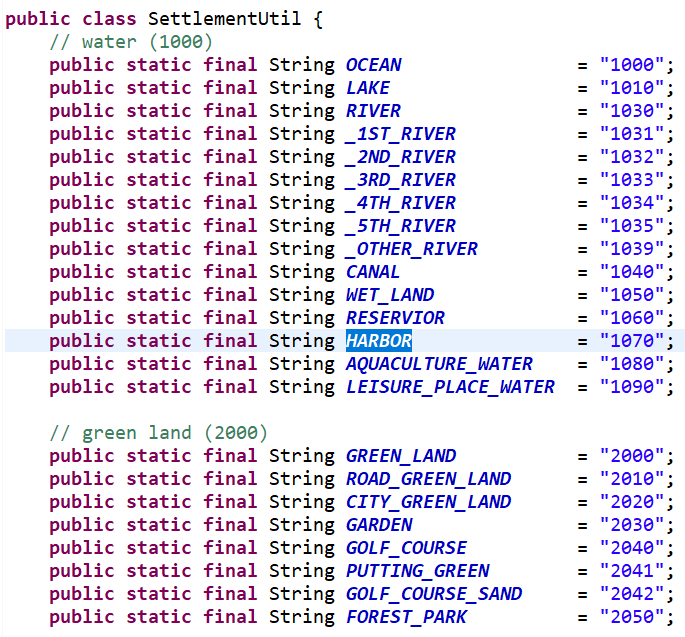 public class SettlementUtil {
// water (1000)
public static final String OCEAN = "1000";
public static final String LAKE = "1010";
public static final String RIVER = "1030";
public static final String _1ST_RIVER = "1031";
public static final String _2ND_RIVER = "1032";
public static final String _3RD_RIVER = "1033";
public static final String _4TH_RIVER = "1034";
public static final String _5TH_RIVER = "1035";
public static final String _OTHER_RIVER = "1039";
public static final String CANAL = "1040";
public static final String WET_LAND = "1050";
public static final String RESERVIOR = "1060";
public static final String HARBOR = "1070";
public static final String AQUACULTURE_WATER = "1080";
public static final String LEISURE_PLACE_WATER = "1090";
// green land (2000)
public static final String GREEN_LAND = "2000";
public static final String ROAD_GREEN_LAND = "2010";
public static final String CITY_GREEN_LAND = "2020";
public static final String GARDEN = "2030";
public static final String GOLF_COURSE = "2040";
public static final String PUTTING_GREEN = "2041";
public static final String GOLF_COURSE_SAND = "2042";
public static final String FOREST_PARK = "2050";